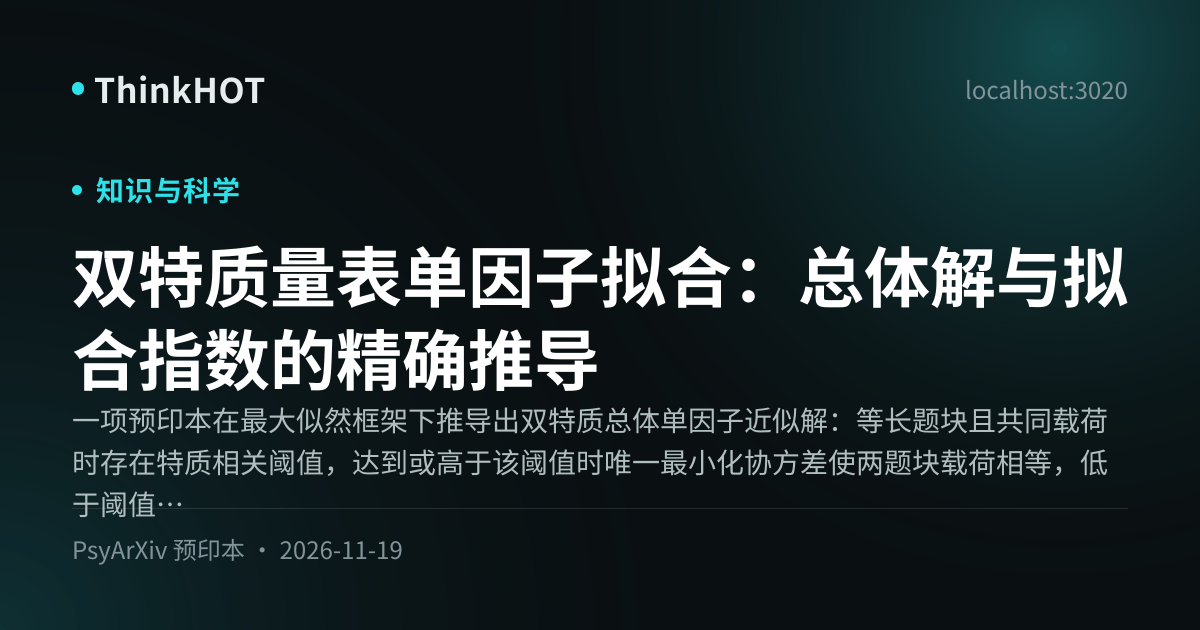 ThinkHOT
localhost:3020
知识与科学
双特质量表单因子拟合：总体解与拟
合指数的精确推导
一项预印本在最大似然框架下推导出双特质总体单因子近似解：等长题块且共同载荷
时存在特质相关阈值，达到或高于该阈值时唯一最小化协方差使两题块载荷相等，低
于阈值…
PsyArXiv 预印本 · 2026-11-19